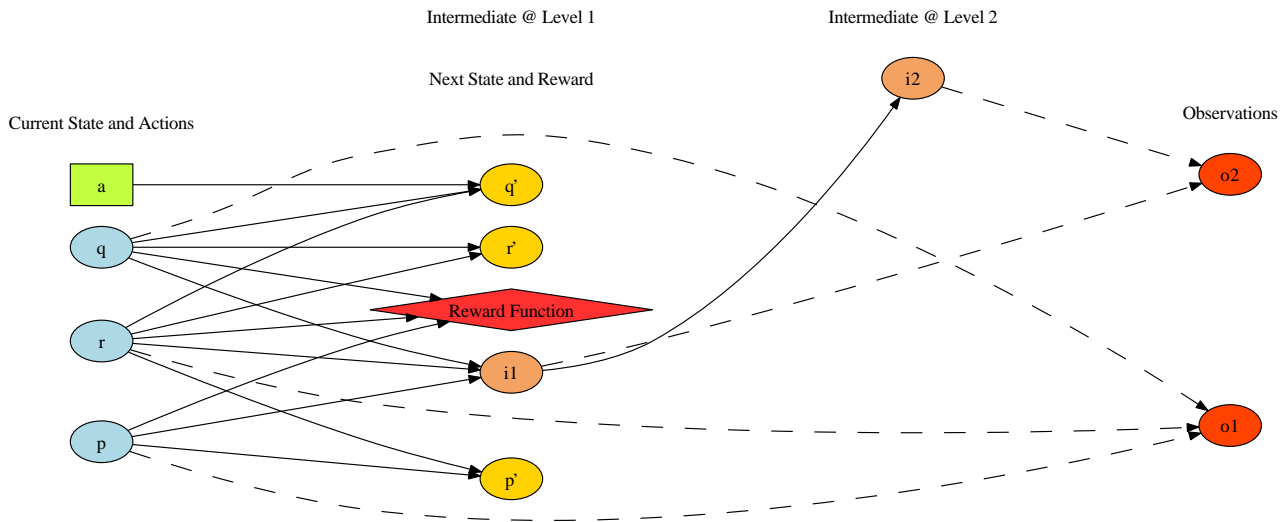 Intermediate @ Level 1
Intermediate @ Level 2
Next State and Reward
i2
Current State and Actions
Observations
a
q'
o2
q
r'
Reward Function
r
i1
p
o1
p'